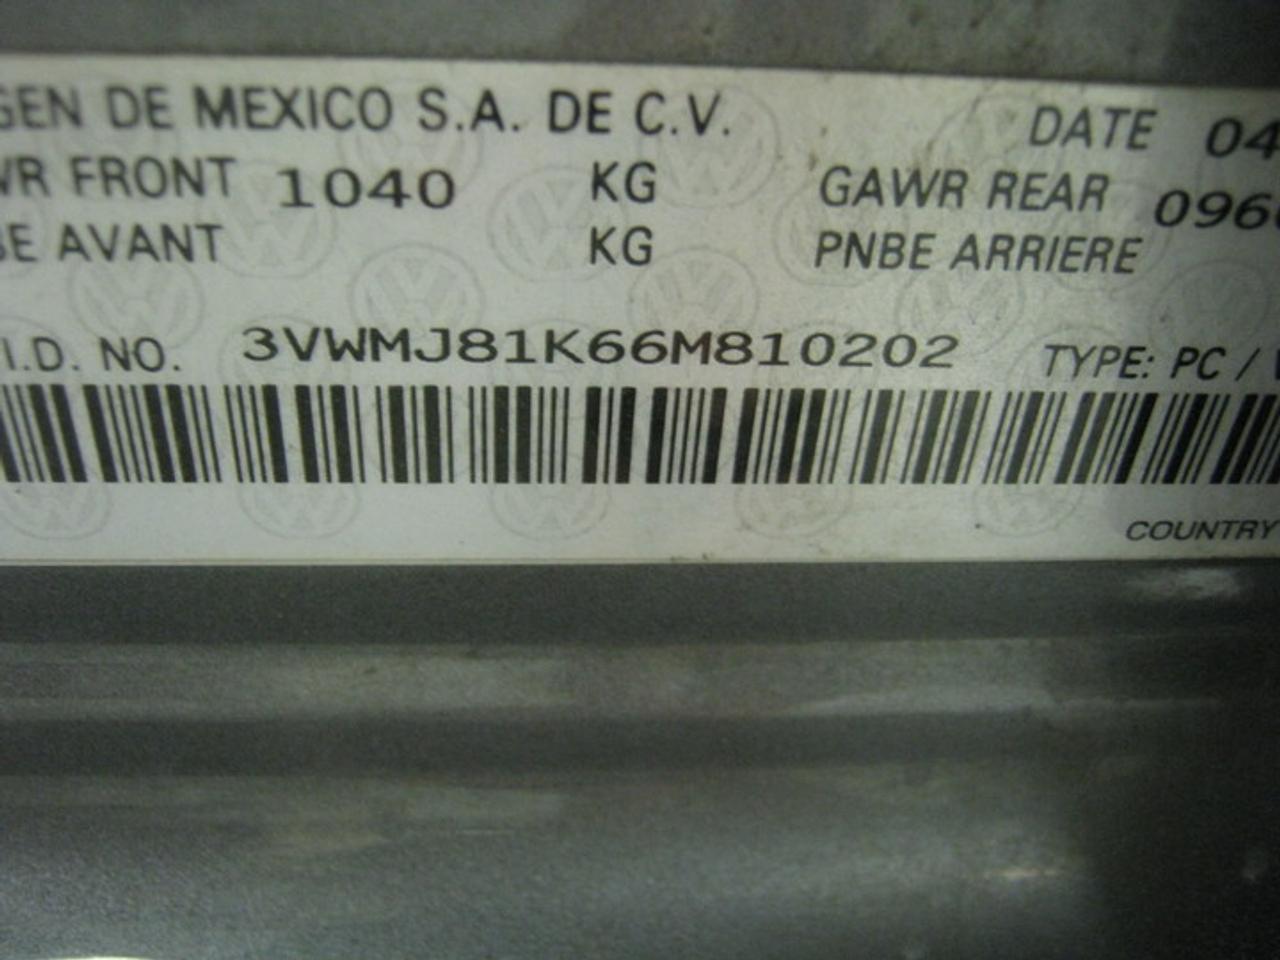 GEN DE MEXICO S.A. DE C.V. DATE 04
WR FRONT 1040 KG GAWR REAR 096
BE AVANT KG PNBE ARRIERE
I.D. NO. 3VWMJ81K66M810202 TYPE: PC /
COUNTRY